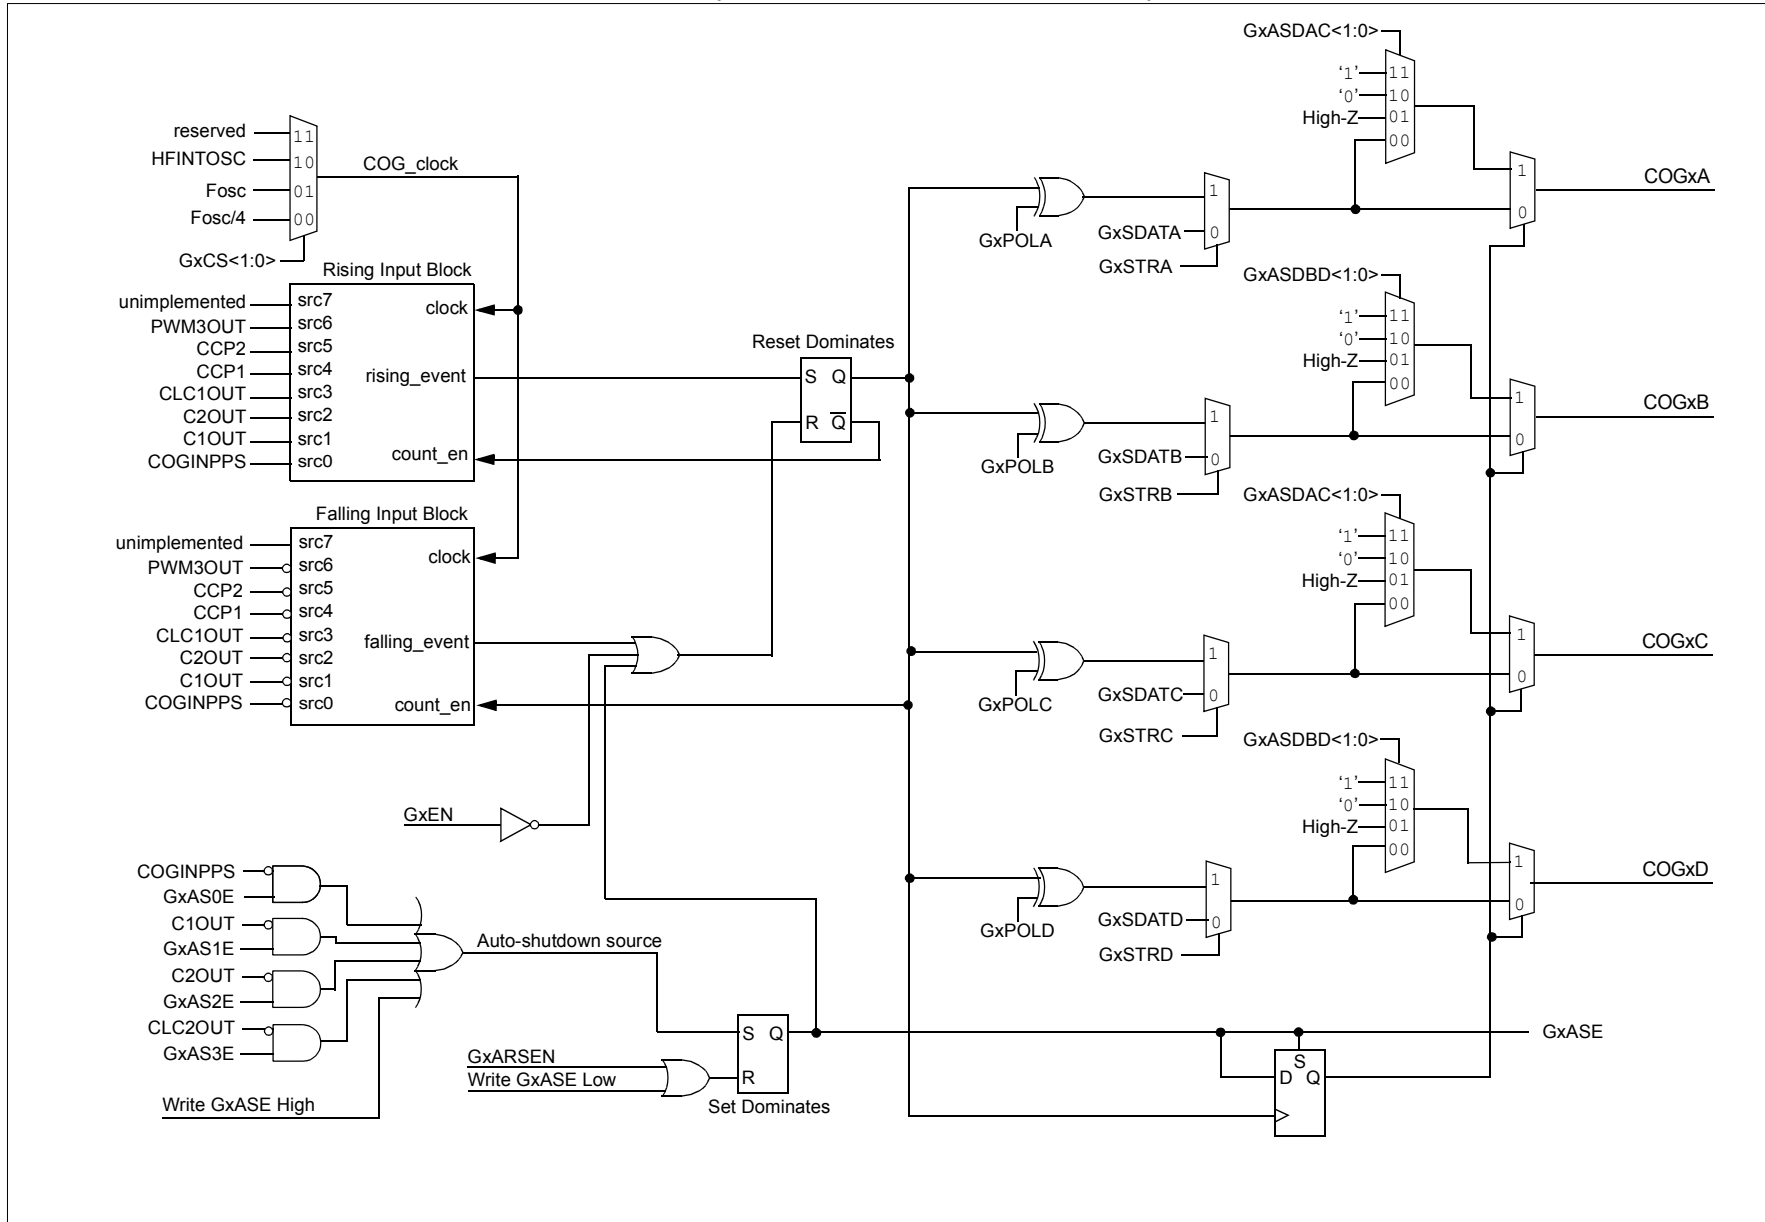 GxASDAC<1:0>
'1' 11
'0' 10
High-Z 01
00
reserved 11
HFINTOSC 10
Fosc 01
Fosc/4 00
GxCS<1:0>
COG_clock
1
0
COGxA
GxPOLA
1
GxSDATA 0
GxSTRA
Rising Input Block
unimplemented src7
PWM3OUT src6
CCP2 src5
CCP1 src4
CLC1OUT src3
C2OUT src2
C1OUT src1
COGINPPS src0
clock
rising_event
count_en
Reset Dominates
S Q
R Q̅
GxASDBD<1:0>
'1' 11
'0' 10
High-Z 01
00
1
0
COGxB
GxPOLB
1
GxSDATB 0
GxSTRB
Falling Input Block
unimplemented src7
PWM3OUT src6
CCP2 src5
CCP1 src4
CLC1OUT src3
C2OUT src2
C1OUT src1
COGINPPS src0
clock
falling_event
count_en
GxASDAC<1:0>
'1' 11
'0' 10
High-Z 01
00
1
0
COGxC
GxPOLC
1
GxSDATC 0
GxSTRC
GxASDBD<1:0>
'1' 11
'0' 10
High-Z 01
00
1
0
COGxD
GxPOLD
1
GxSDATD 0
GxSTRD
GxEN
COGINPPS
GxAS0E
C1OUT
GxAS1E
C2OUT
GxAS2E
CLC2OUT
GxAS3E
Write GxASE High
Auto-shutdown source
GxARSEN
Write GxASE Low
S Q
R
Set Dominates
GxASE
S
D Q